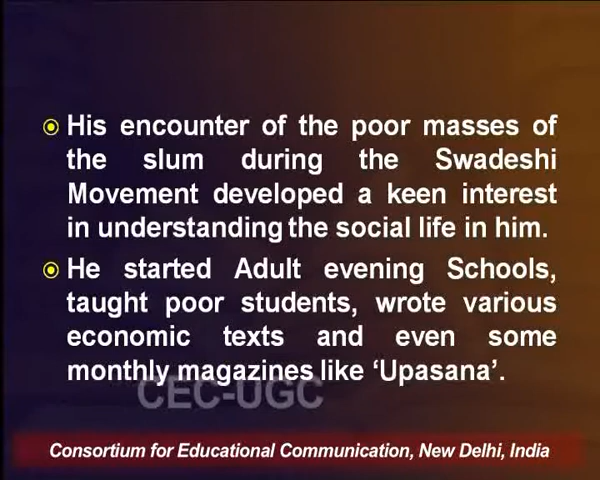 His encounter of the poor masses of
the slum during the Swadeshi
Movement developed a keen interest
in understanding the social life in him.
He started Adult evening Schools,
taught poor students, wrote various
economic texts and even some
monthly magazines like ‘Upasana’.
CEC-UGC
Consortium for Educational Communication, New Delhi, India